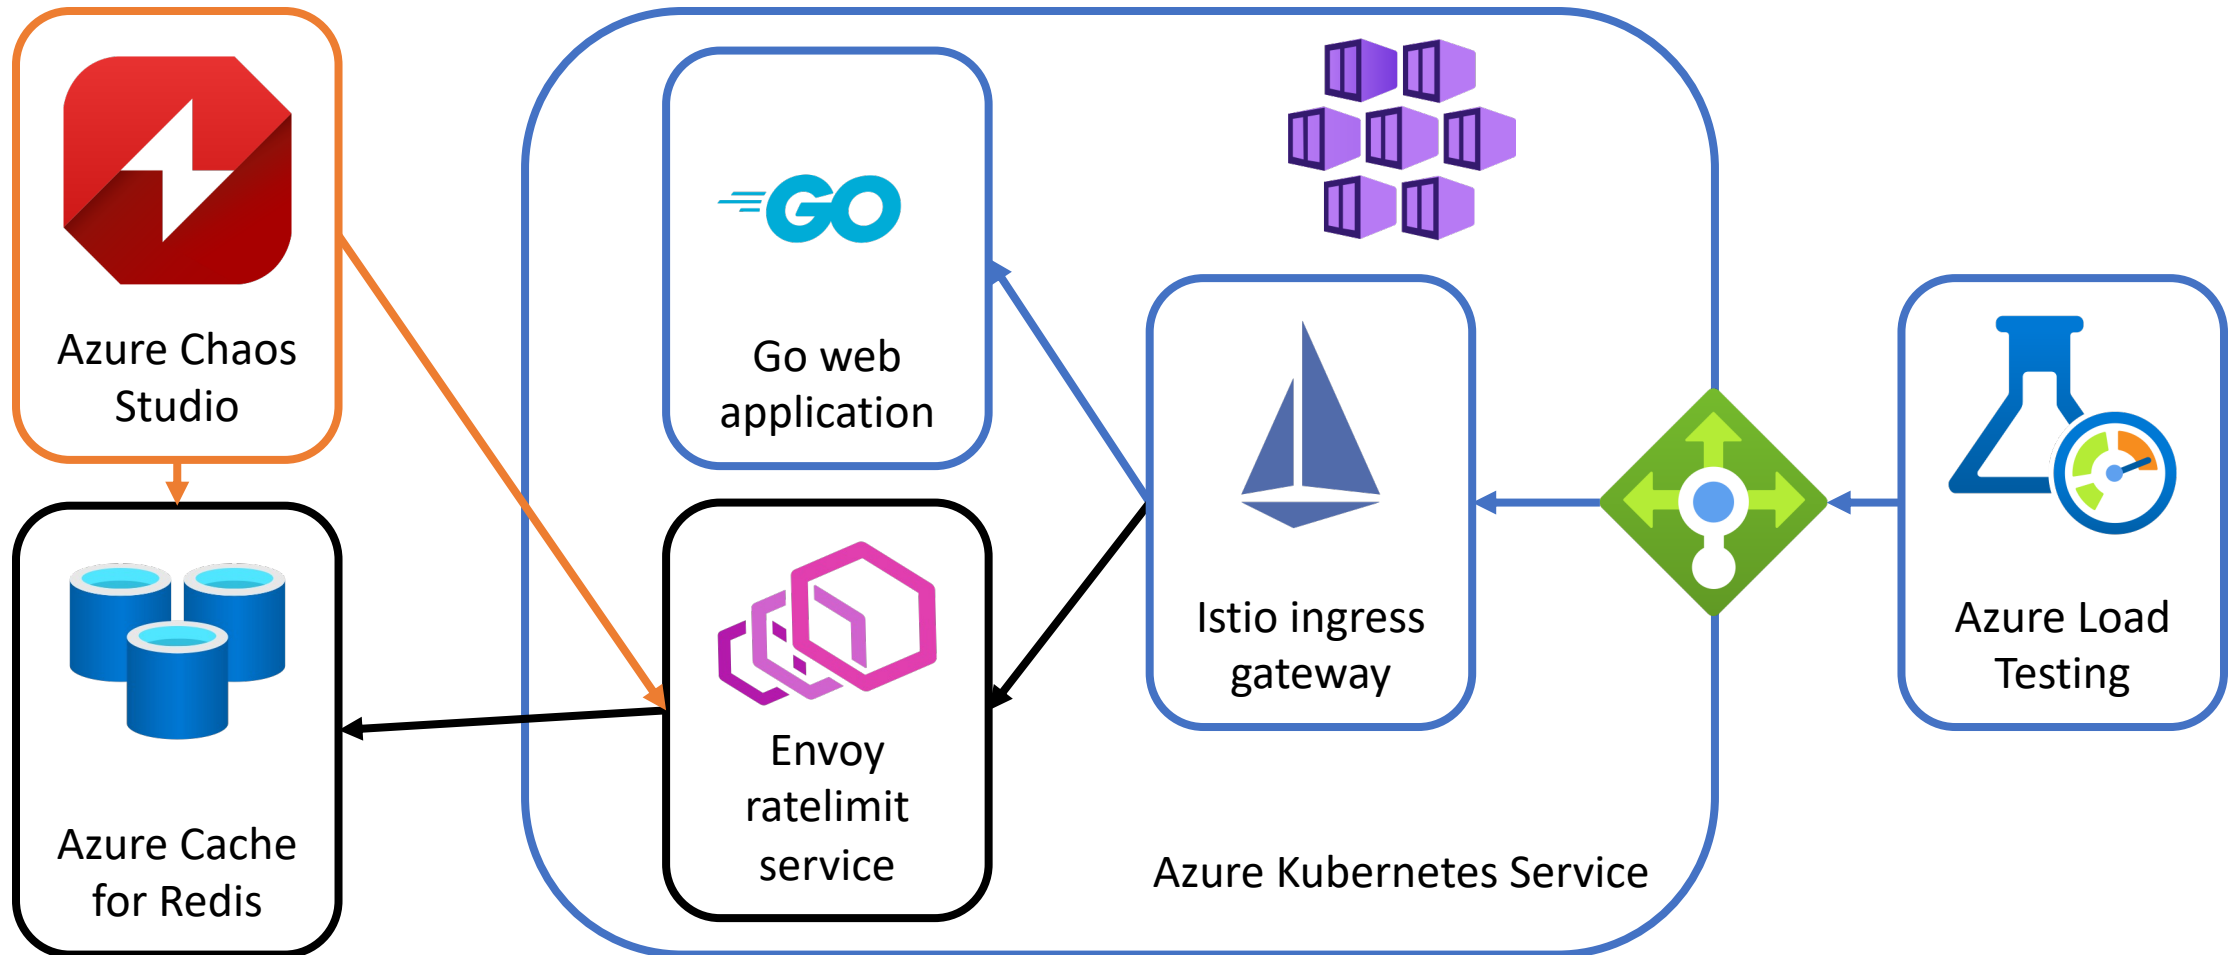 Azure Chaos
Studio
Azure Cache
for Redis
GO
Go web
application
Envoy
ratelimit
service
Istio ingress
gateway
Azure Kubernetes Service
Azure Load
Testing